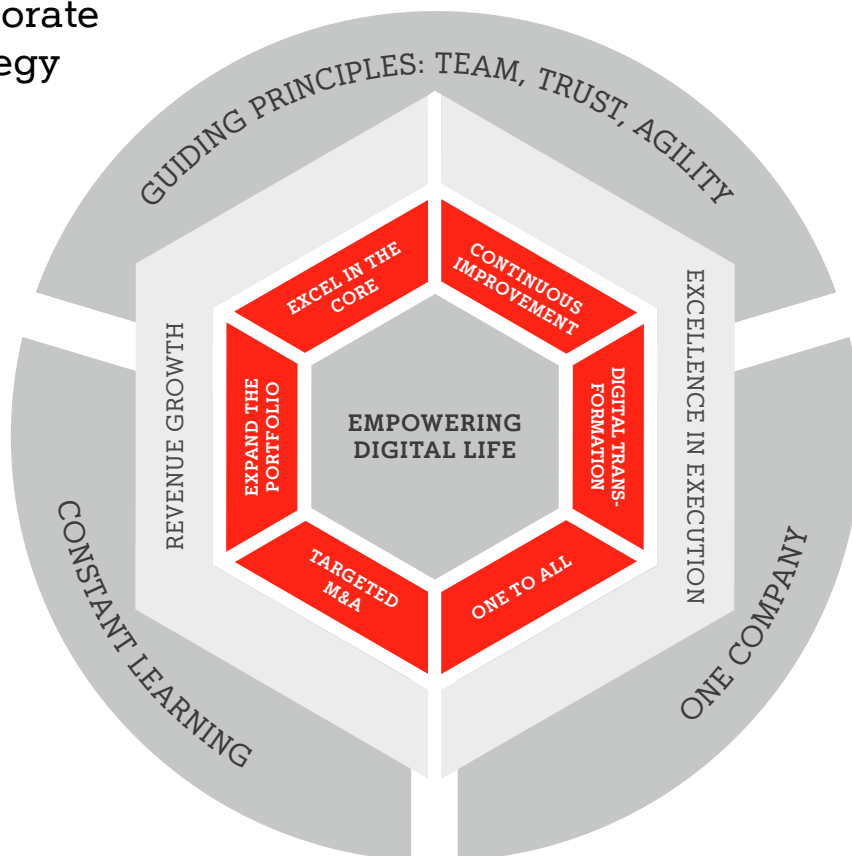 orate
egy
GUIDING PRINCIPLES: TEAM, TRUST, AGILITY
EXCEL IN THE
CORE
CONTINUOUS
IMPROVEMENT
REVENUE GROWTH
EXPAND THE
PORTFOLIO
EMPOWERING
DIGITAL LIFE
DIGITAL TRANS-
FORMATION
EXCELLENCE IN EXECUTION
TARGETED
M&A
ONE TO ALL
CONSTANT LEARNING
ONE COMPANY